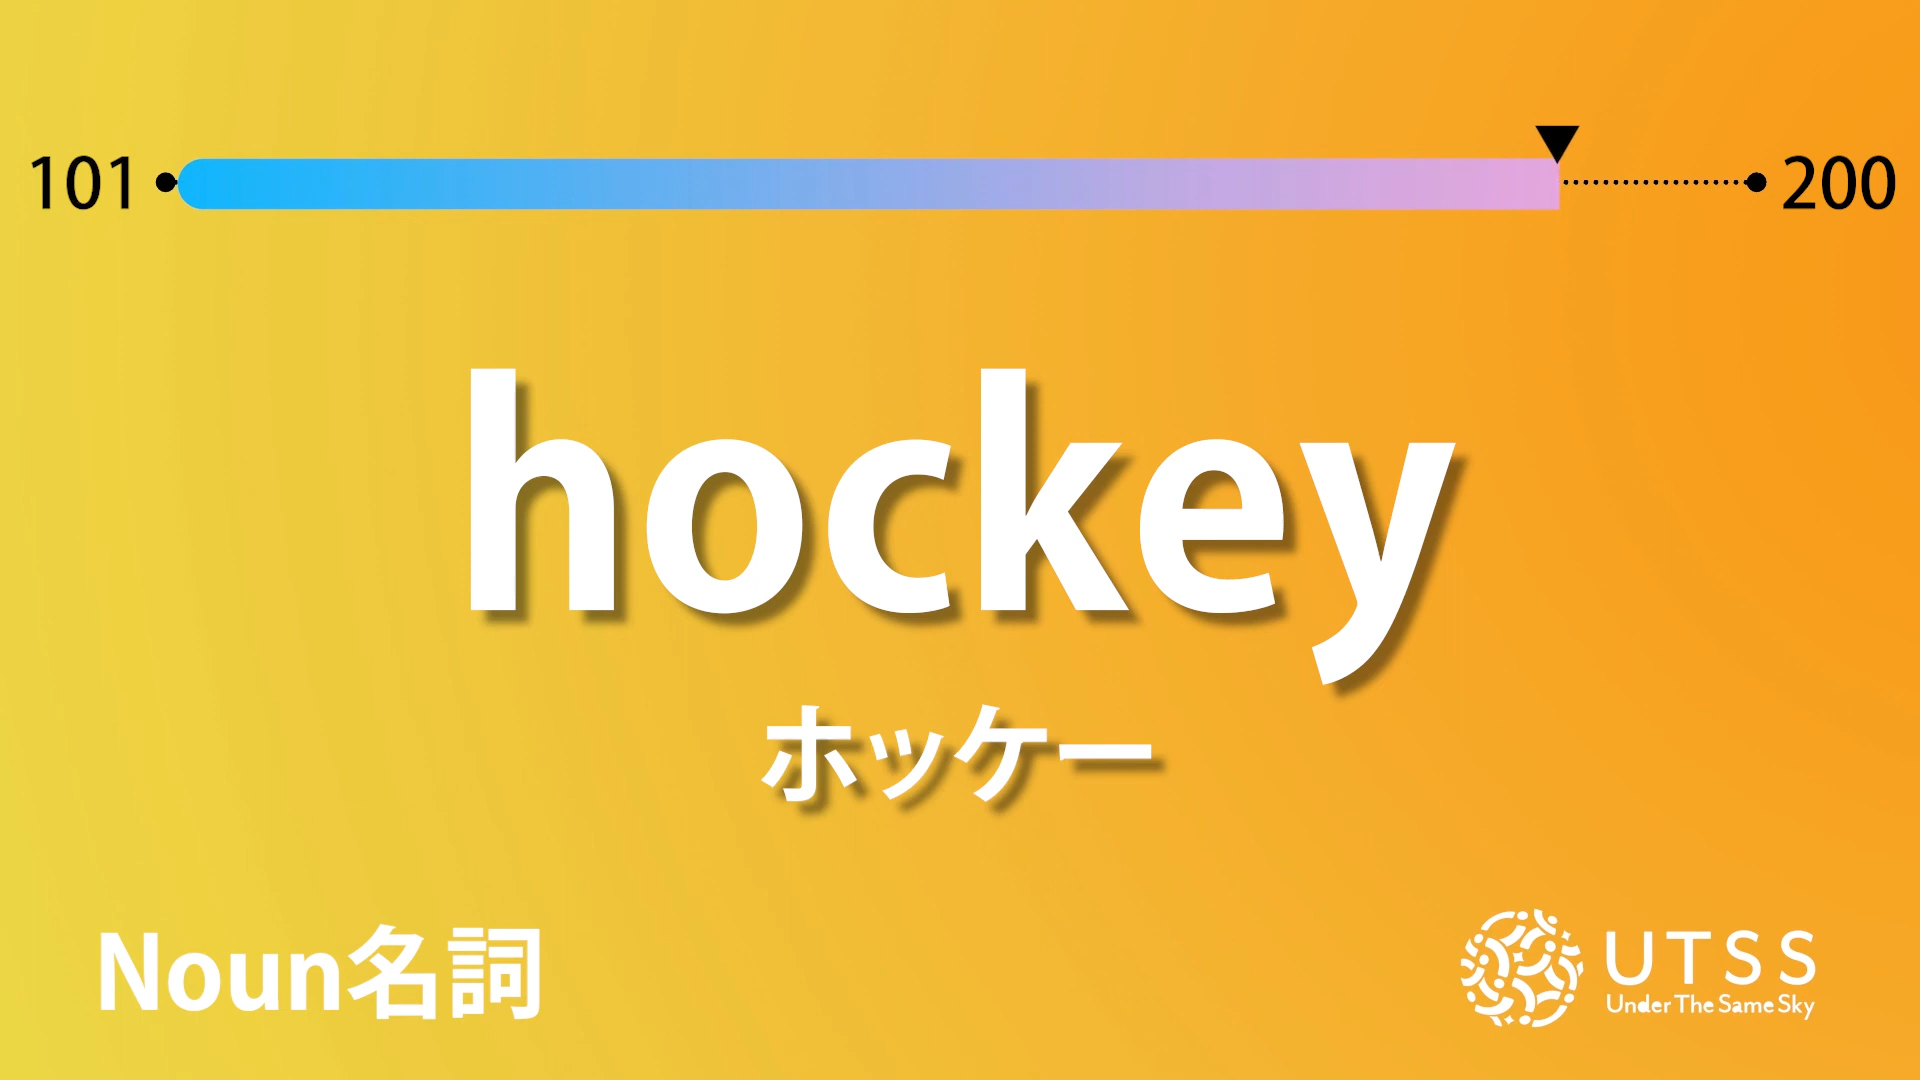 101 200
hockey
ホッケー
Noun名詞
UTSS
Under The Same Sky